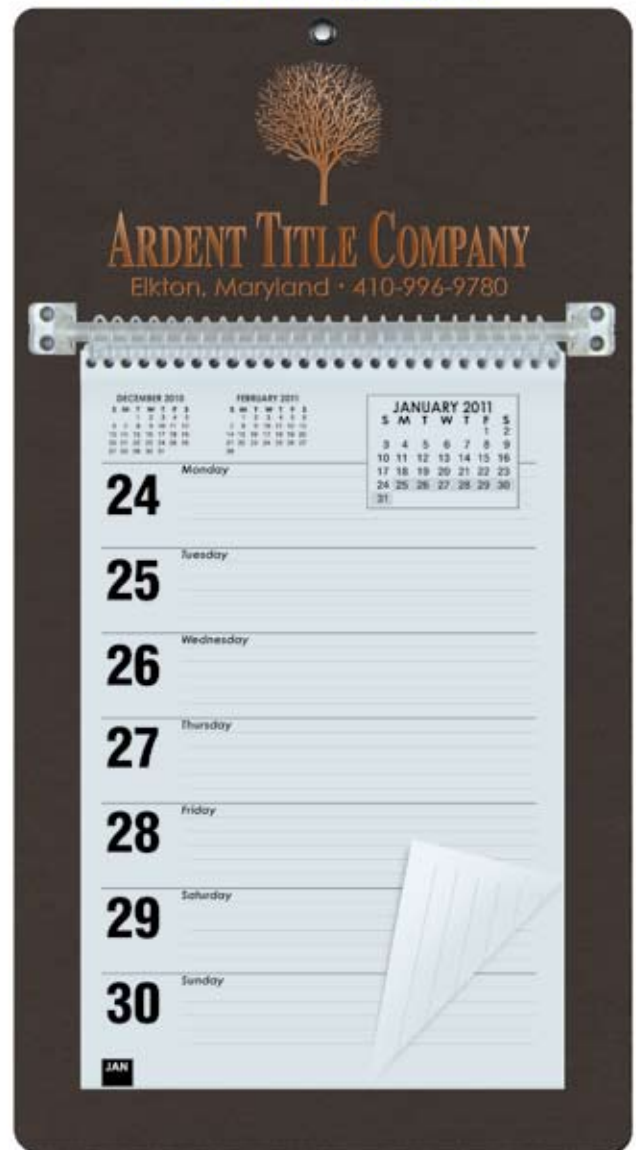 ARDENT TITLE COMPANY
Elkton, Maryland • 410-996-9780
DECEMBER 2010
S M T W T F S
FEBRUARY 2011
S M T W T F S
JANUARY 2011
S M T W T F S
1 2
3 4 5 6 7 8 9
10 11 12 13 14 15 16
17 18 19 20 21 22 23
24 25 26 27 28 29 30
31
24 Monday
25 Tuesday
26 Wednesday
27 Thursday
28 Friday
29 Saturday
30 Sunday
JAN